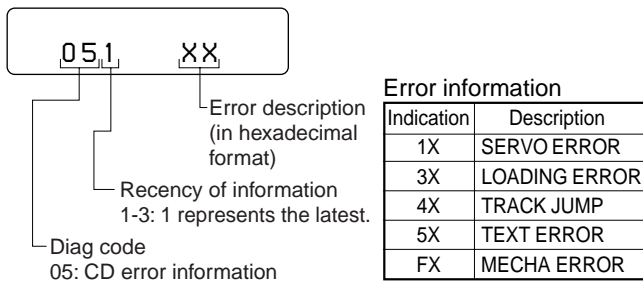 051 XX
Error description
(in hexadecimal
format)
Recency of information
1-3: 1 represents the latest.
Diag code
05: CD error information
Error information
Indication Description
1X SERVO ERROR
3X LOADING ERROR
4X TRACK JUMP
5X TEXT ERROR
FX MECHA ERROR